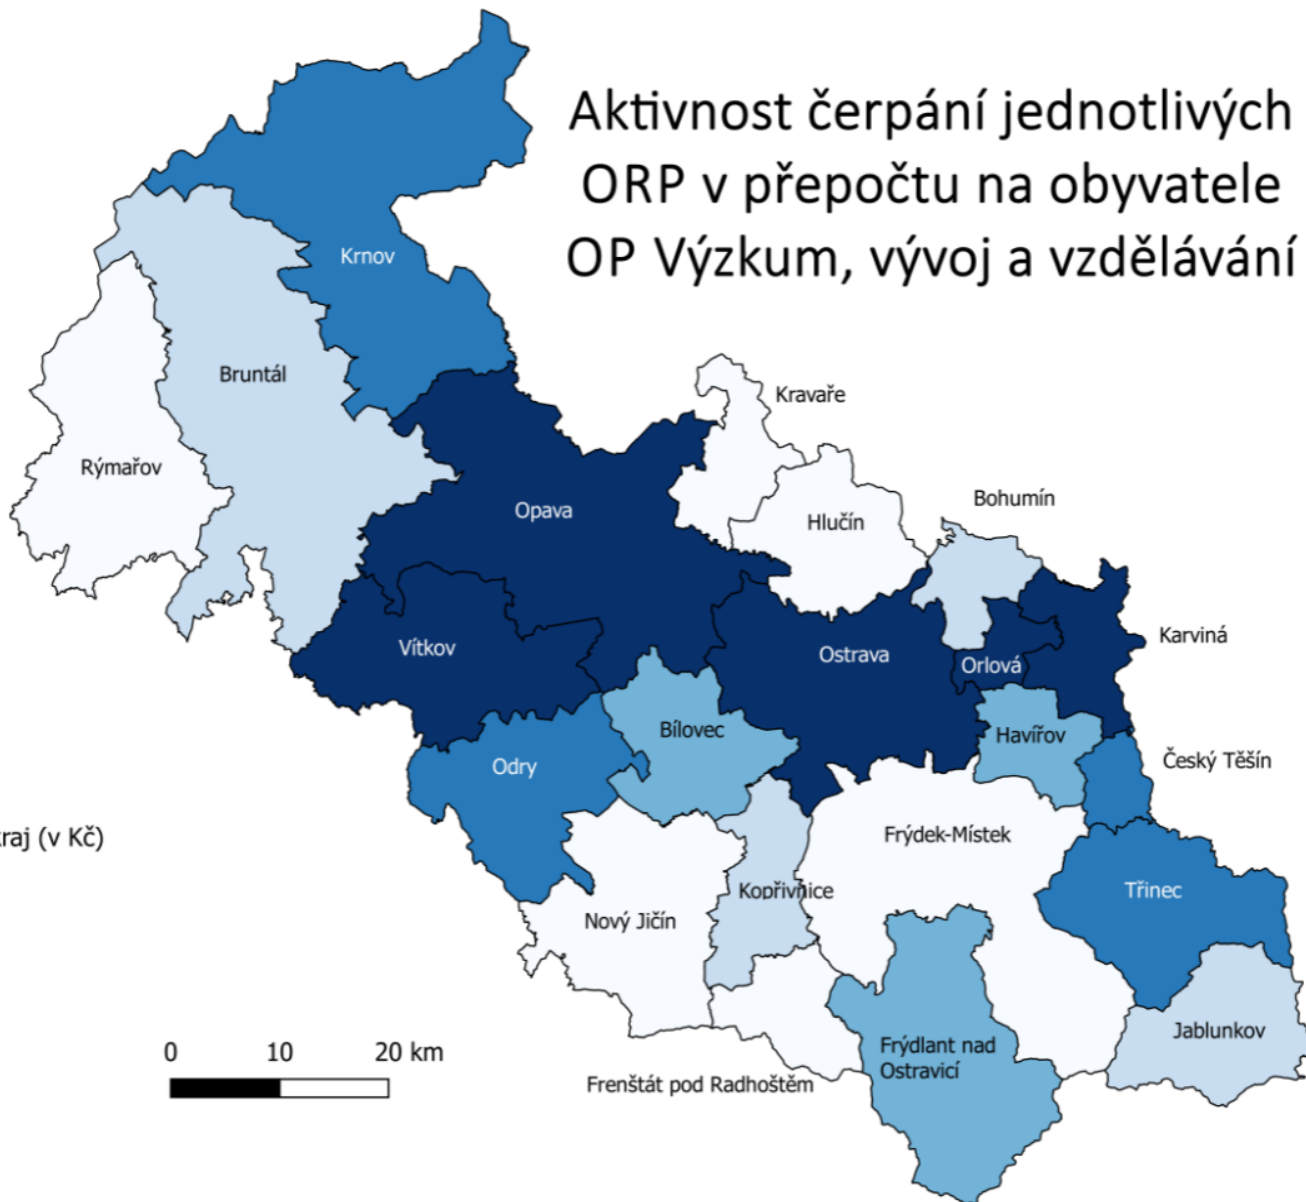 Aktivnost čerpání jednotlivých
ORP v přepočtu na obyvatele
OP Výzkum, vývoj a vzdělávání
Krnov
Bruntál
Kravaře
Rýmařov
Bohumín
Opava
Hlučín
Karviná
Vítkov
Ostrava
Orlová
Bílovec
Havířov
Český Těšín
Odry
raj (v Kč)
Frýdek-Místek
Kopřivnice
Třinec
Nový Jičín
Jablunkov
0 10 20 km
Frýdlant nad
Ostravicí
Frenštát pod Radhoštěm